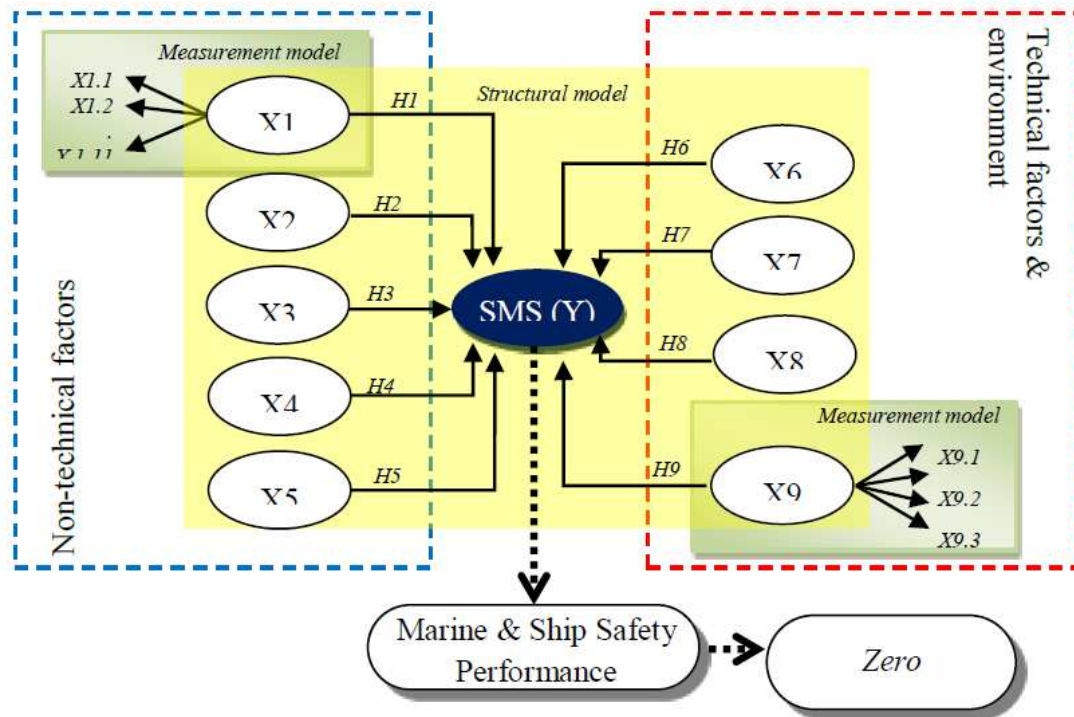 Measurement model
X1.1
X1.2
.
X1.11
X1
H1
Structural model
X2
H2
X3
H3
X4
H4
X5
H5
Non-technical factors
SMS (Y)
H6
X6
H7
X7
H8
X8
H9
X9
Measurement model
X9.1
X9.2
X9.3
Technical factors &
environment
Marine & Ship Safety
Performance
Zero